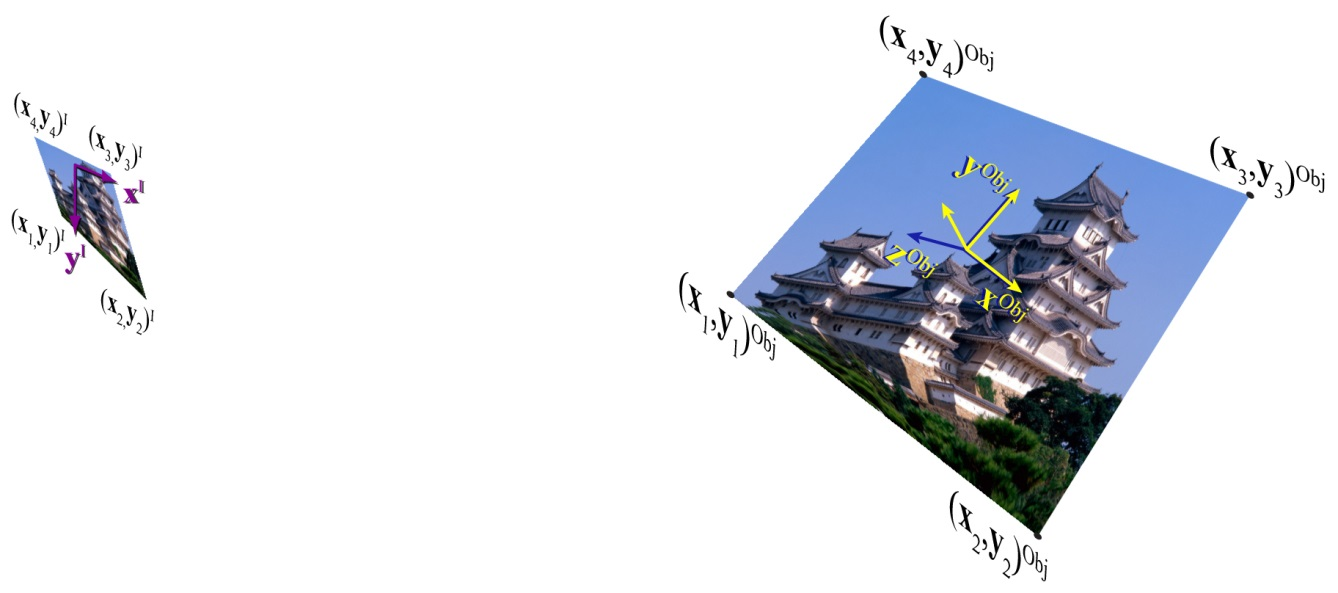 (x₄,y₄)ᴵ
(x₃,y₃)ᴵ
xᴵ
(x₁,y₁)ᴵ
yᴵ
(x₂,y₂)ᴵ
(x₄,y₄)Obj
(x₃,y₃)Obj
yObj
zObj
xObj
(x₁,y₁)Obj
(x₂,y₂)Obj